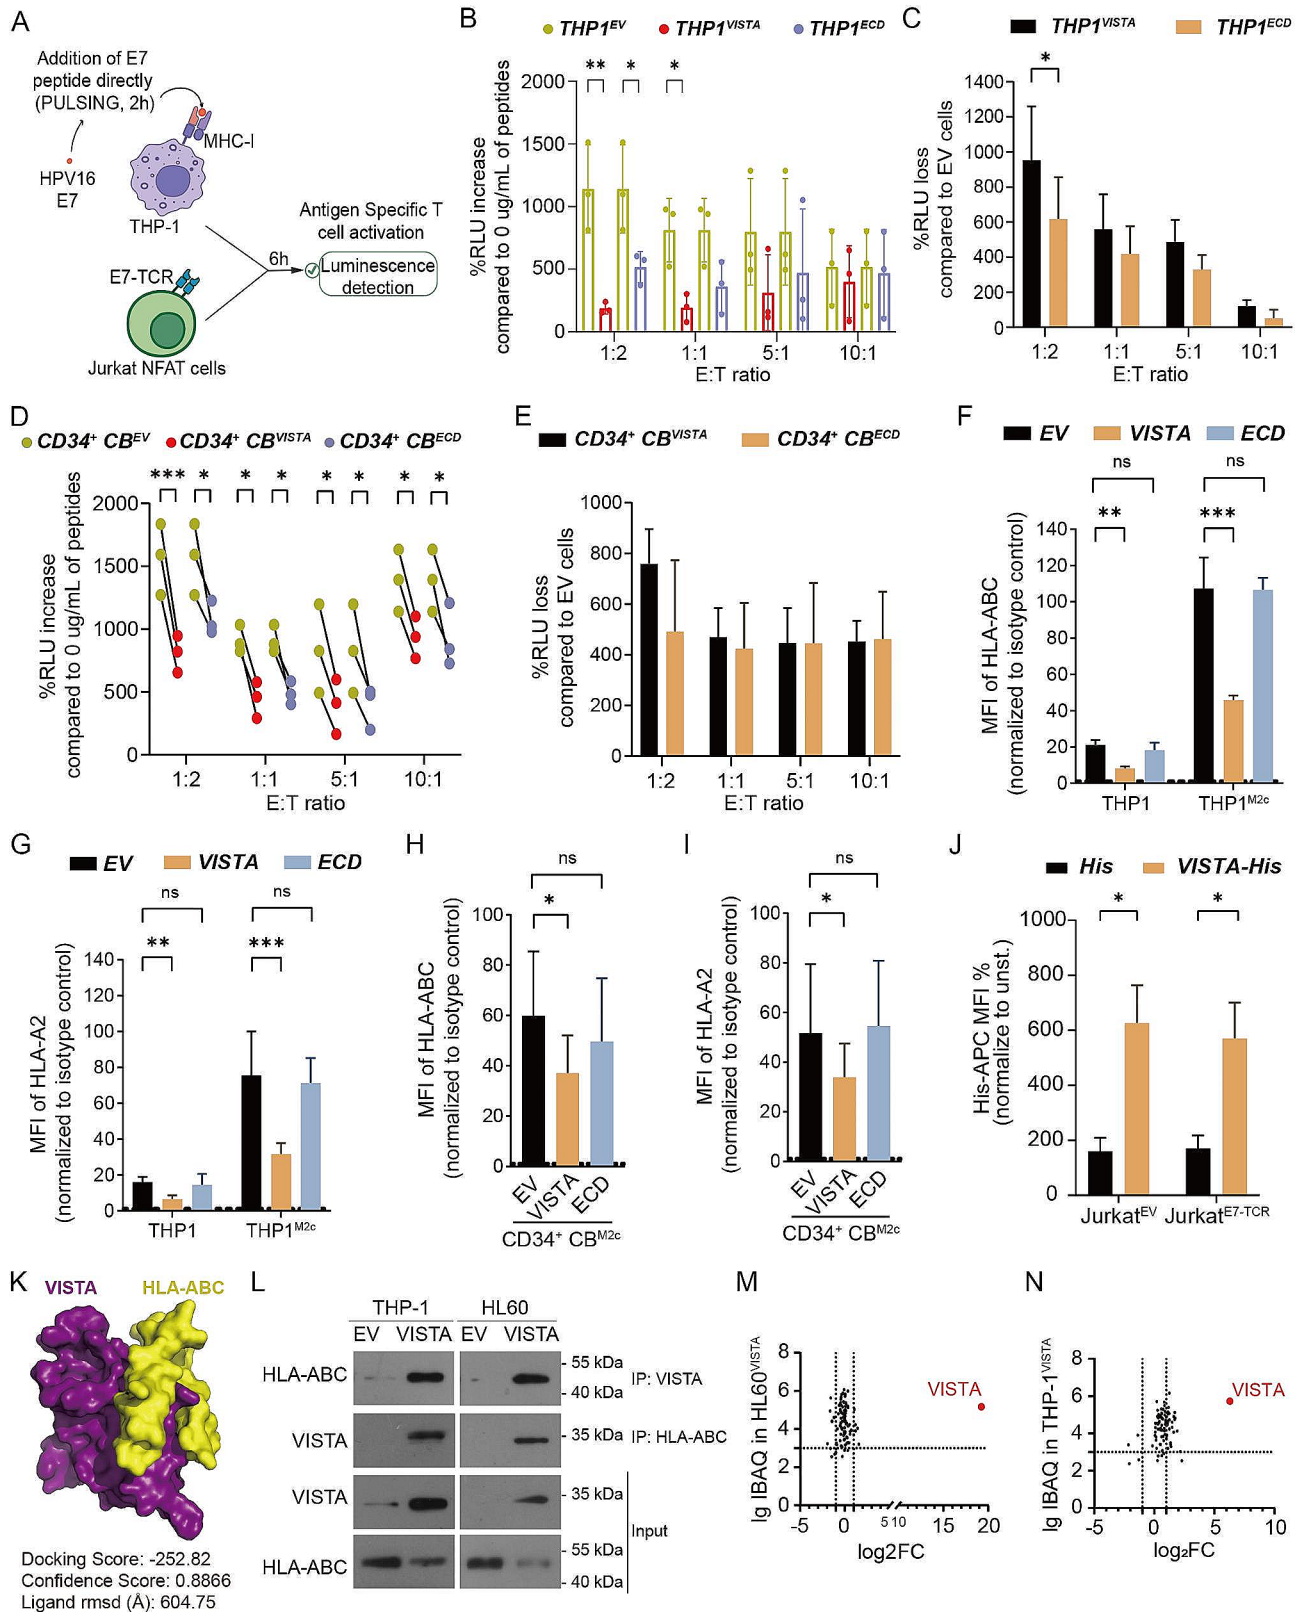 A
Addition of E7
peptide directly
(PULSING, 2h)
MHC-I
HPV16
E7
THP-1
Antigen Specific T
cell activation
6h
Luminescence
detection
E7-TCR
Jurkat NFAT cells
B
THP1EV THP1VISTA THP1ECD
** * *
%RLU increase
compared to 0 ug/mL of peptides
2000
1500
1000
500
0
1:2 1:1 5:1 10:1
E:T ratio
C
THP1VISTA THP1ECD
*
%RLU loss
compared to EV cells
1400
1200
1000
800
600
400
200
0
1:2 1:1 5:1 10:1
E:T ratio
D
CD34+ CBEV CD34+ CBVISTA CD34+ CBECD
*** * * * * * * *
%RLU increase
compared to 0 ug/mL of peptides
2000
1500
1000
500
0
1:2 1:1 5:1 10:1
E:T ratio
E
CD34+ CBVISTA CD34+ CBECD
%RLU loss
compared to EV cells
1000
800
600
400
200
0
1:2 1:1 5:1 10:1
E:T ratio
F
EV VISTA ECD
ns ns
** ***
MFI of HLA-ABC
(normalized to isotype control)
140
120
100
80
60
40
20
0
THP1 THP1M2c
G
EV VISTA ECD
ns ns
** ***
MFI of HLA-A2
(normalized to isotype control)
140
120
100
80
60
40
20
0
THP1 THP1M2c
H
ns
*
MFI of HLA-ABC
(normalized to isotype control)
100
80
60
40
20
0
EV VISTA ECD
CD34+ CBM2c
I
ns
*
MFI of HLA-A2
(normalized to isotype control)
100
80
60
40
20
0
EV VISTA ECD
CD34+ CBM2c
J
His VISTA-His
* *
His-APC MFI %
(normalize to unst.)
1000
800
600
400
200
0
JurkatEV JurkatE7-TCR
K
VISTA HLA-ABC
Docking Score: -252.82
Confidence Score: 0.8866
Ligand rmsd (Å): 604.75
L
THP-1 HL60
EV VISTA EV VISTA
HLA-ABC - 55 kDa IP: VISTA
- 40 kDa
VISTA - 35 kDa IP: HLA-ABC
VISTA - 35 kDa
Input
HLA-ABC - 55 kDa
- 40 kDa
M
lg IBAQ in HL60VISTA
8
6
4
2
0
VISTA
-5 0 5 10 15 20
log2FC
N
lg IBAQ in THP-1VISTA
8
6
4
2
0
VISTA
-5 0 5 10
log₂FC